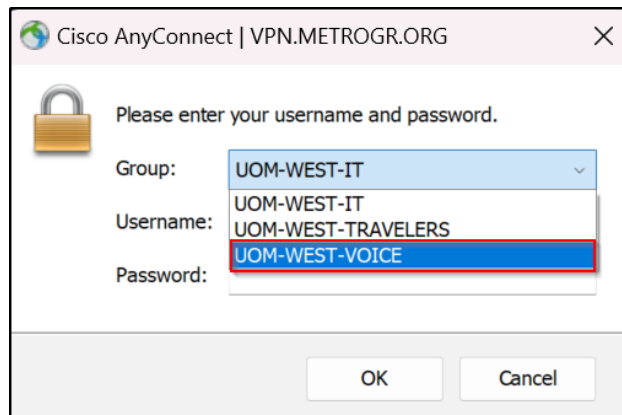 Cisco AnyConnect | VPN.METROGR.ORG
Please enter your username and password.
Group: UOM-WEST-IT
UOM-WEST-IT
Username: UOM-WEST-TRAVELERS
UOM-WEST-VOICE
Password:
OK Cancel